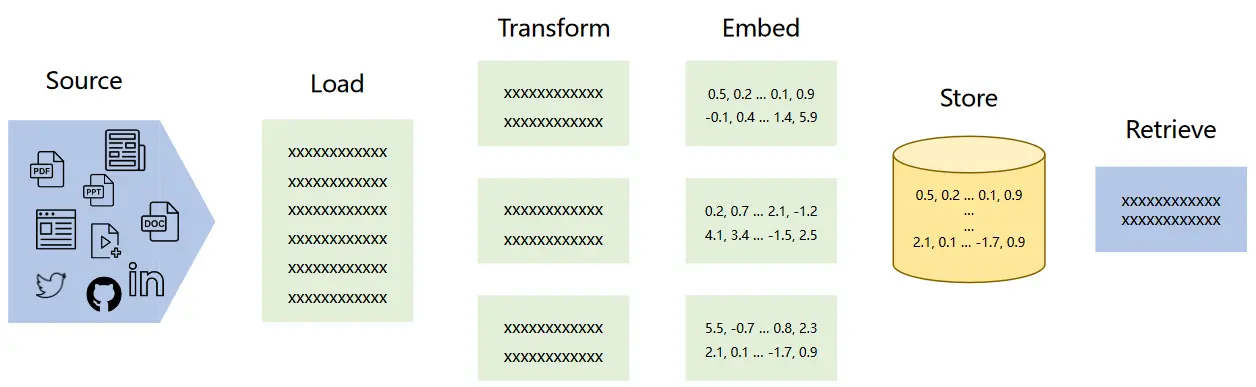 Source
PDF
PPT
DOC
in
Load
xxxxxxxxxxxx
xxxxxxxxxxxx
xxxxxxxxxxxx
xxxxxxxxxxxx
xxxxxxxxxxxx
xxxxxxxxxxxx
Transform
xxxxxxxxxxxx
xxxxxxxxxxxx
xxxxxxxxxxxx
xxxxxxxxxxxx
xxxxxxxxxxxx
xxxxxxxxxxxx
Embed
0.5, 0.2 ... 0.1, 0.9
-0.1, 0.4 ... 1.4, 5.9
0.2, 0.7 ... 2.1, -1.2
4.1, 3.4 ... -1.5, 2.5
5.5, -0.7 ... 0.8, 2.3
2.1, 0.1 ... -1.7, 0.9
Store
0.5, 0.2 ... 0.1, 0.9
...
...
2.1, 0.1 ... -1.7, 0.9
Retrieve
xxxxxxxxxxxx
xxxxxxxxxxxx